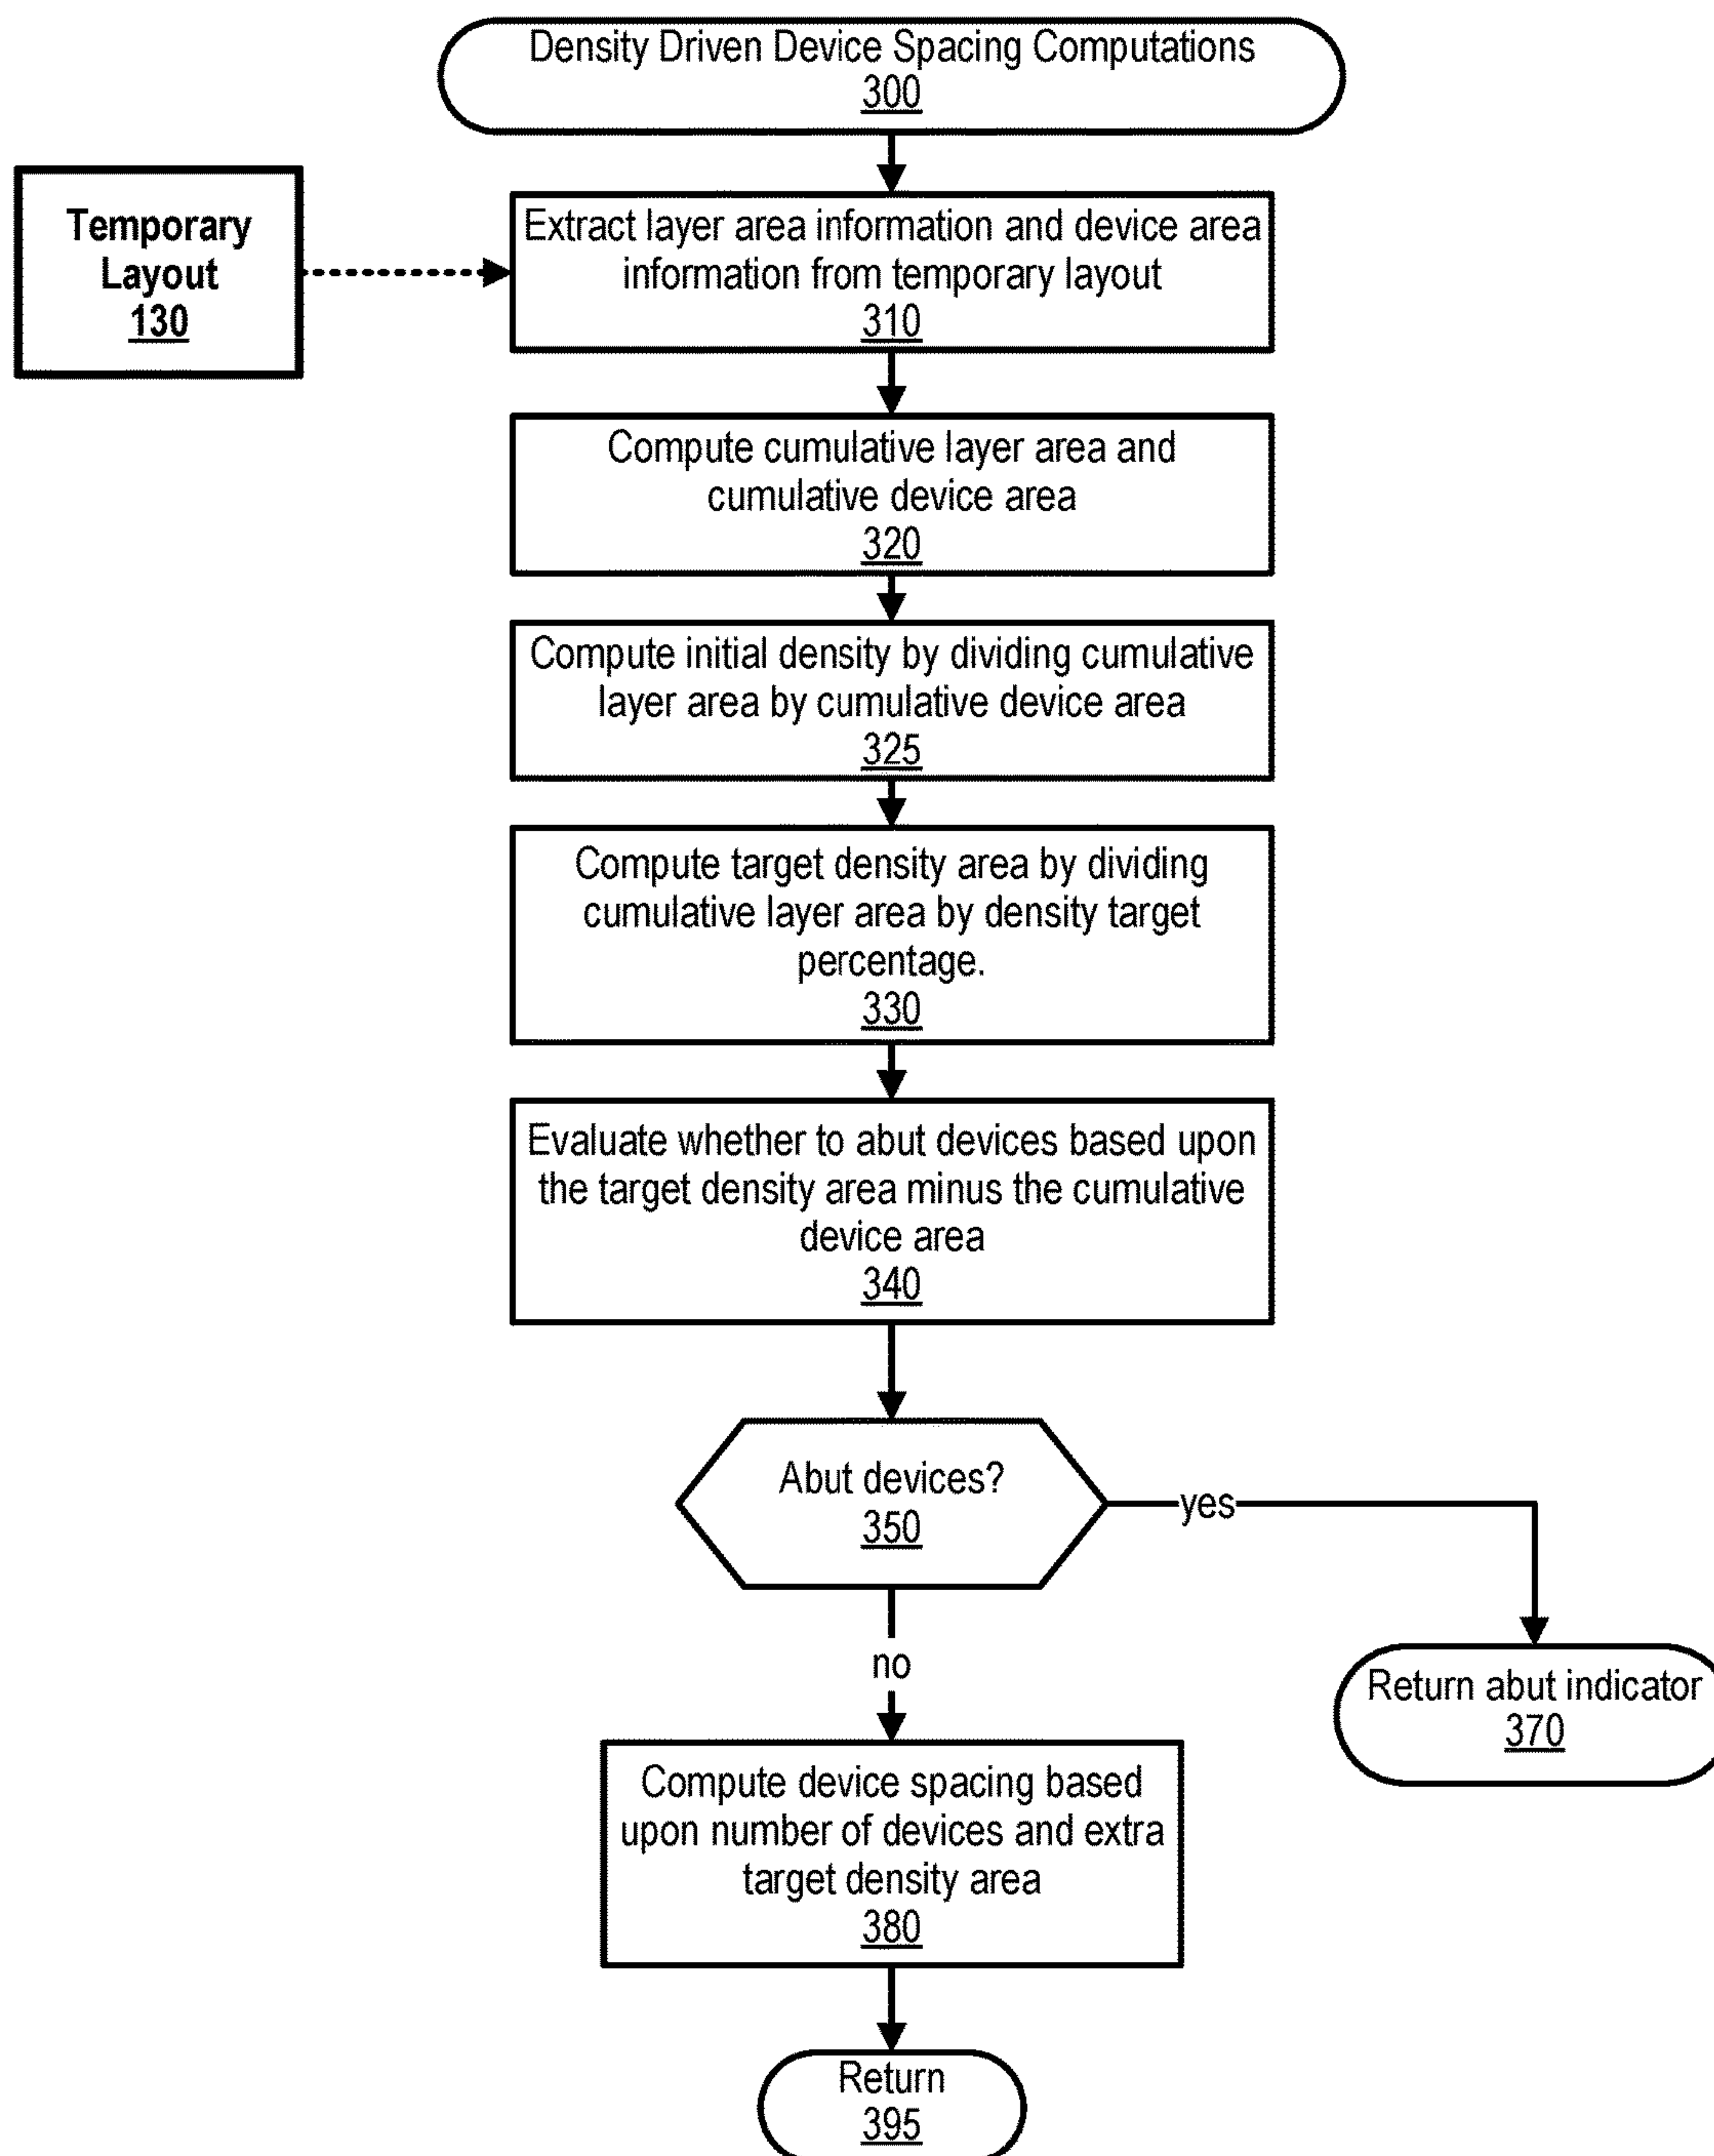 Density Driven Device Spacing Computations
300
Temporary
Layout
130
Extract layer area information and device area
information from temporary layout
310
Compute cumulative layer area and
cumulative device area
320
Compute initial density by dividing cumulative
layer area by cumulative device area
325
Compute target density area by dividing
cumulative layer area by density target
percentage.
330
Evaluate whether to abut devices based upon
the target density area minus the cumulative
device area
340
Abut devices?
350
yes
no
Return abut indicator
370
Compute device spacing based
upon number of devices and extra
target density area
380
Return
395